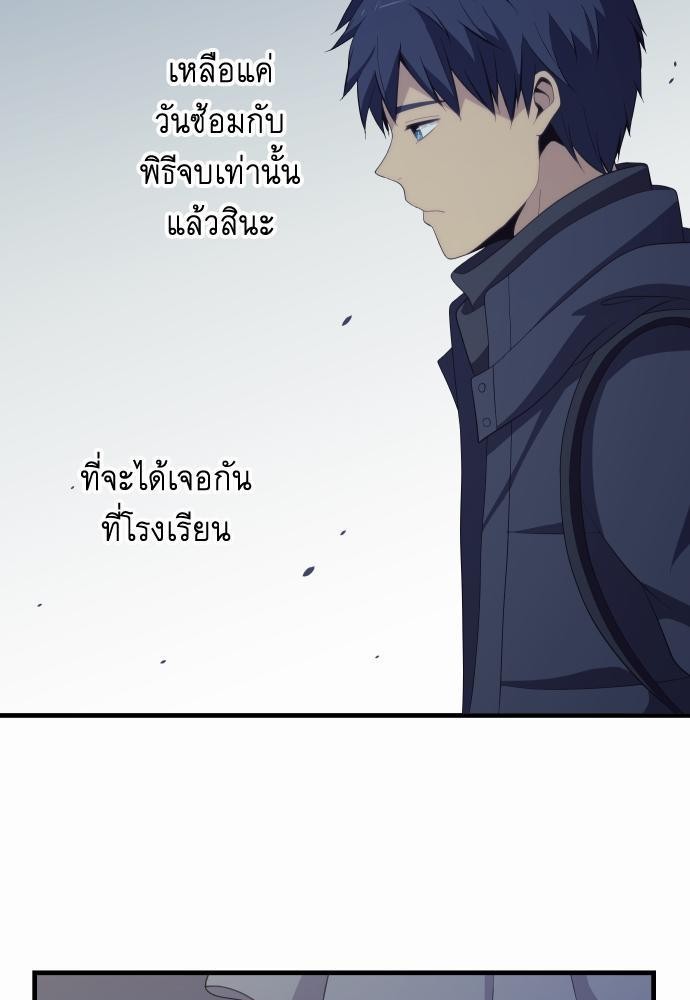 เหลือแค่
วันซ้อมกับ
พิธีจบเท่านั้น
แล้วสินะ
ที่จะได้เจอกัน
ที่โรงเรียน